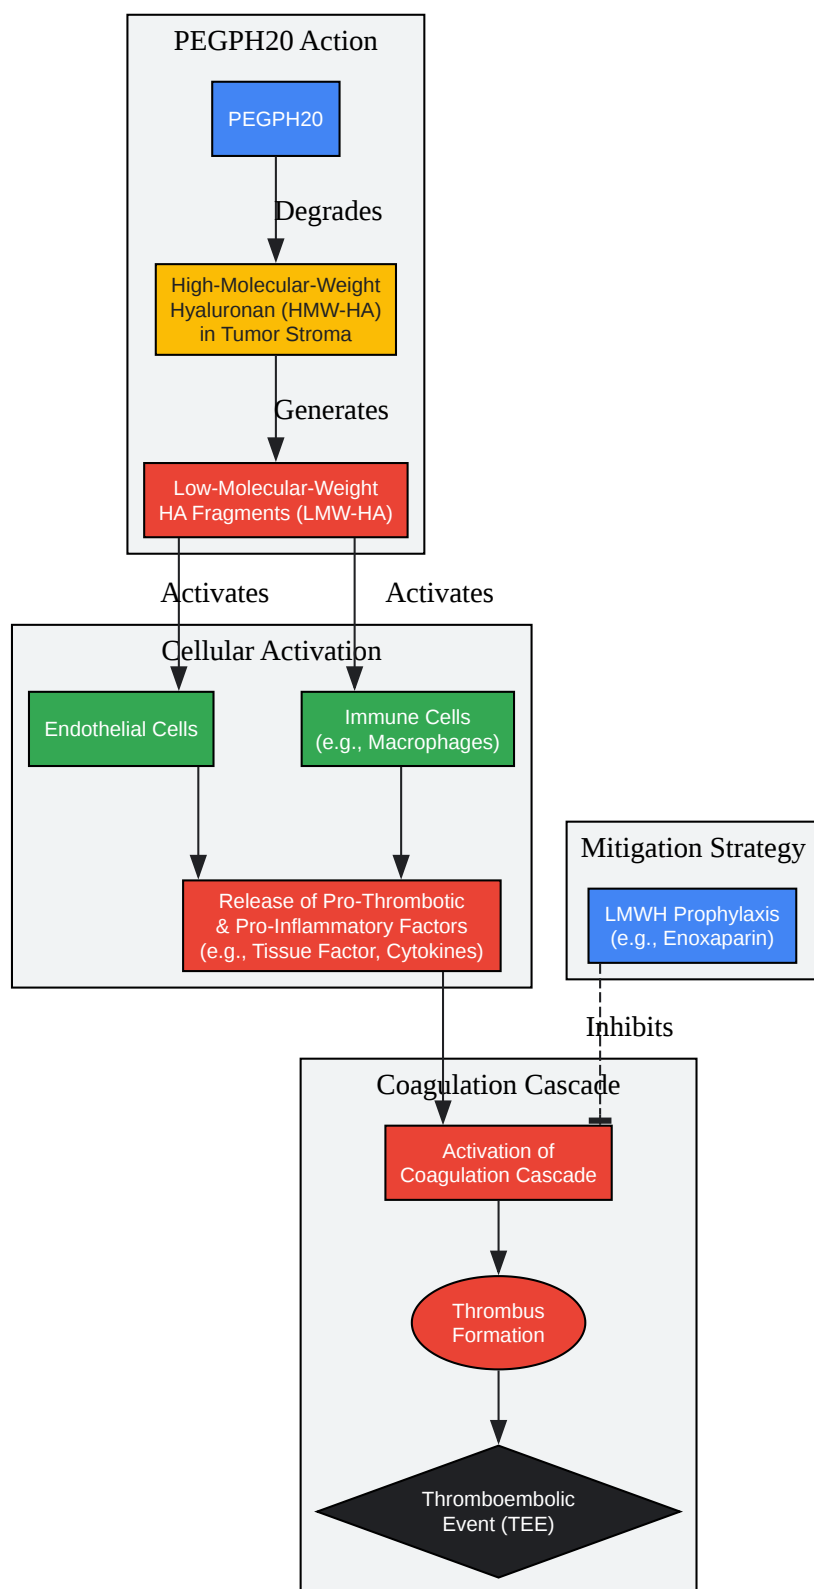 PEGPH20 Action
PEGPH20
Degrades
High-Molecular-Weight
Hyaluronan (HMW-HA)
in Tumor Stroma
Generates
Low-Molecular-Weight
HA Fragments (LMW-HA)
Activates
Activates
Cellular Activation
Endothelial Cells
Immune Cells
(e.g., Macrophages)
Release of Pro-Thrombotic
& Pro-Inflammatory Factors
(e.g., Tissue Factor, Cytokines)
Mitigation Strategy
LMWH Prophylaxis
(e.g., Enoxaparin)
Inhibits
Coagulation Cascade
Activation of
Coagulation Cascade
Thrombus
Formation
Thromboembolic
Event (TEE)